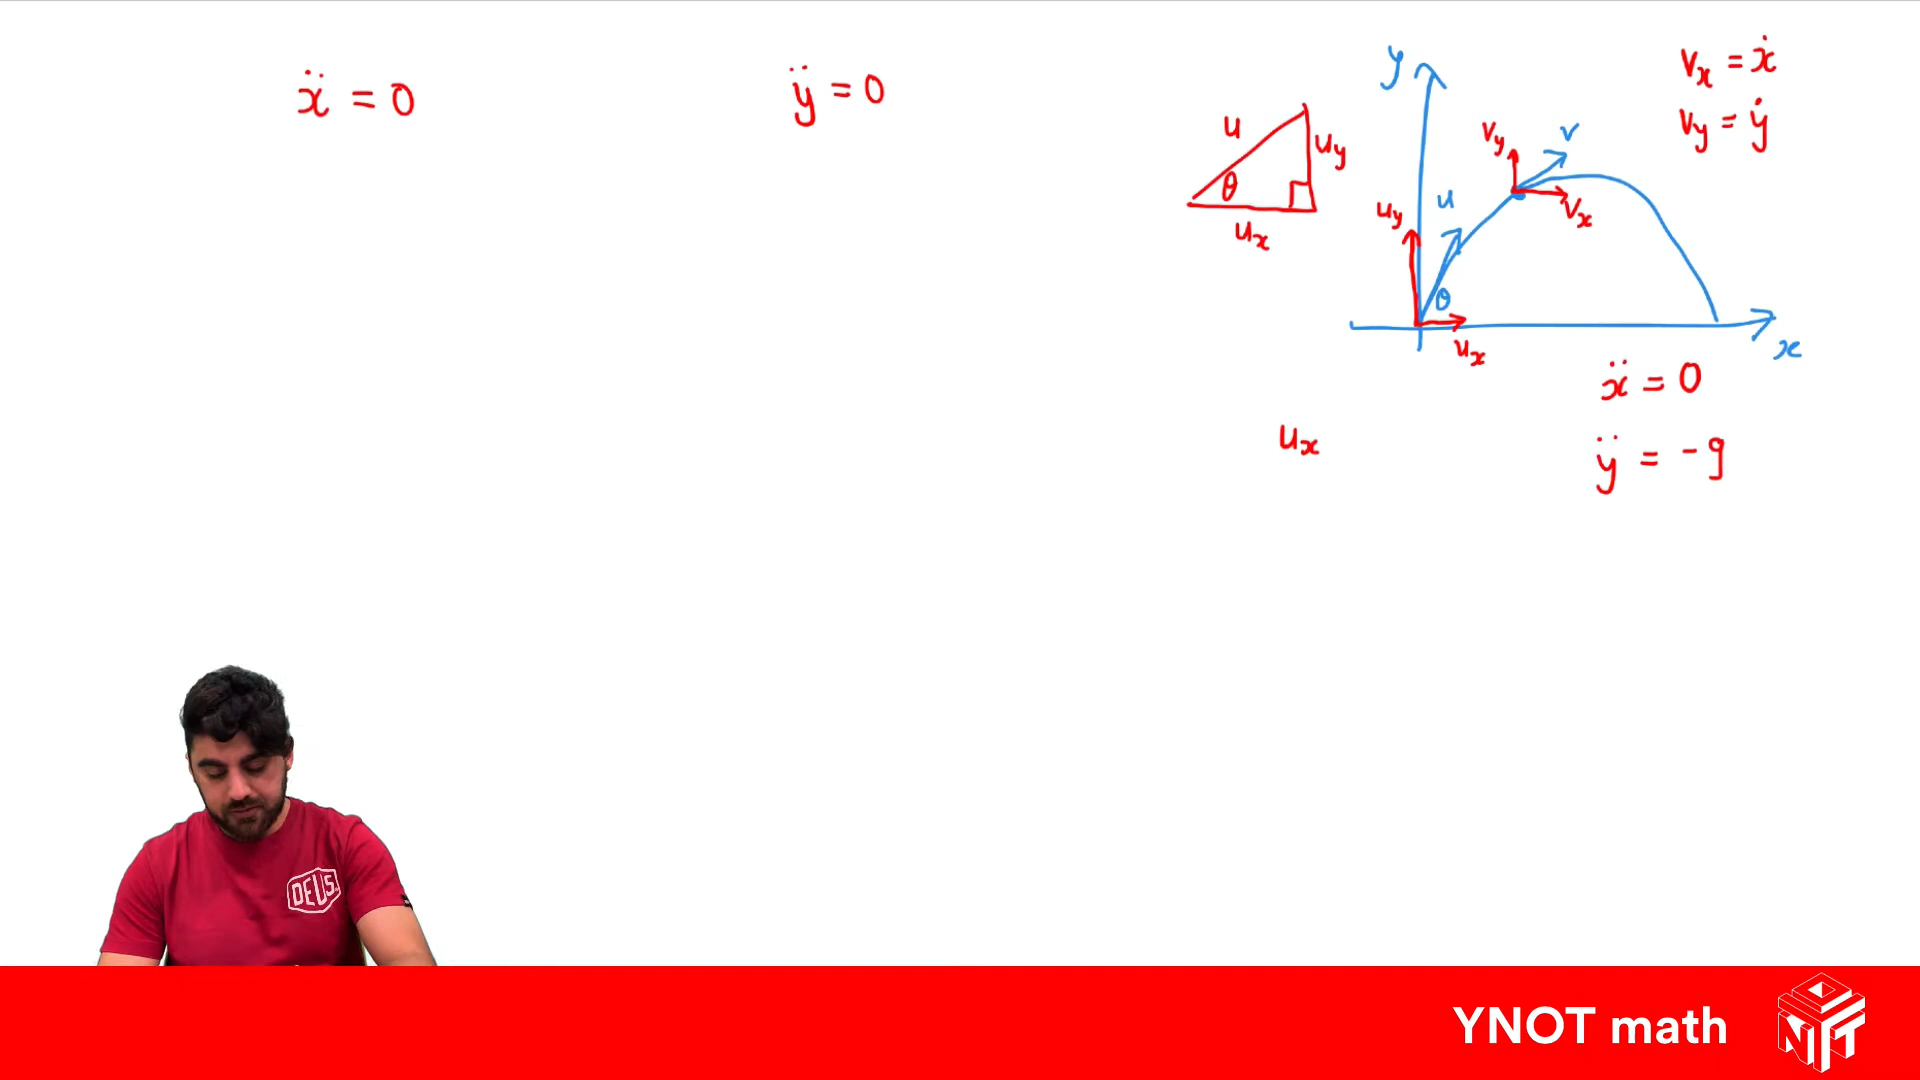 ẍ = 0
ÿ = 0
u
θ
uy
ux
y
uy
u
θ
ux
vy
v
vx
x
vx = ẋ
vy = ẏ
ẍ = 0
ux
ÿ = -g
DEUS
YNOT math